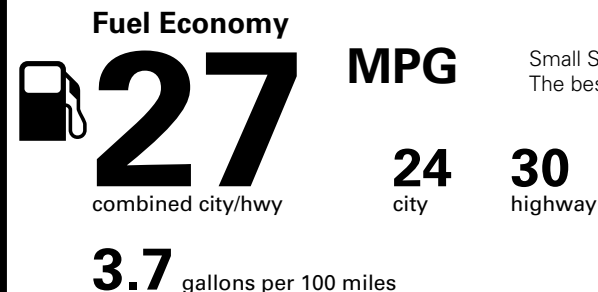 Fuel Economy
27 MPG
Small S
The bes
combined city/hwy
24 city
30 highway
3.7 gallons per 100 miles